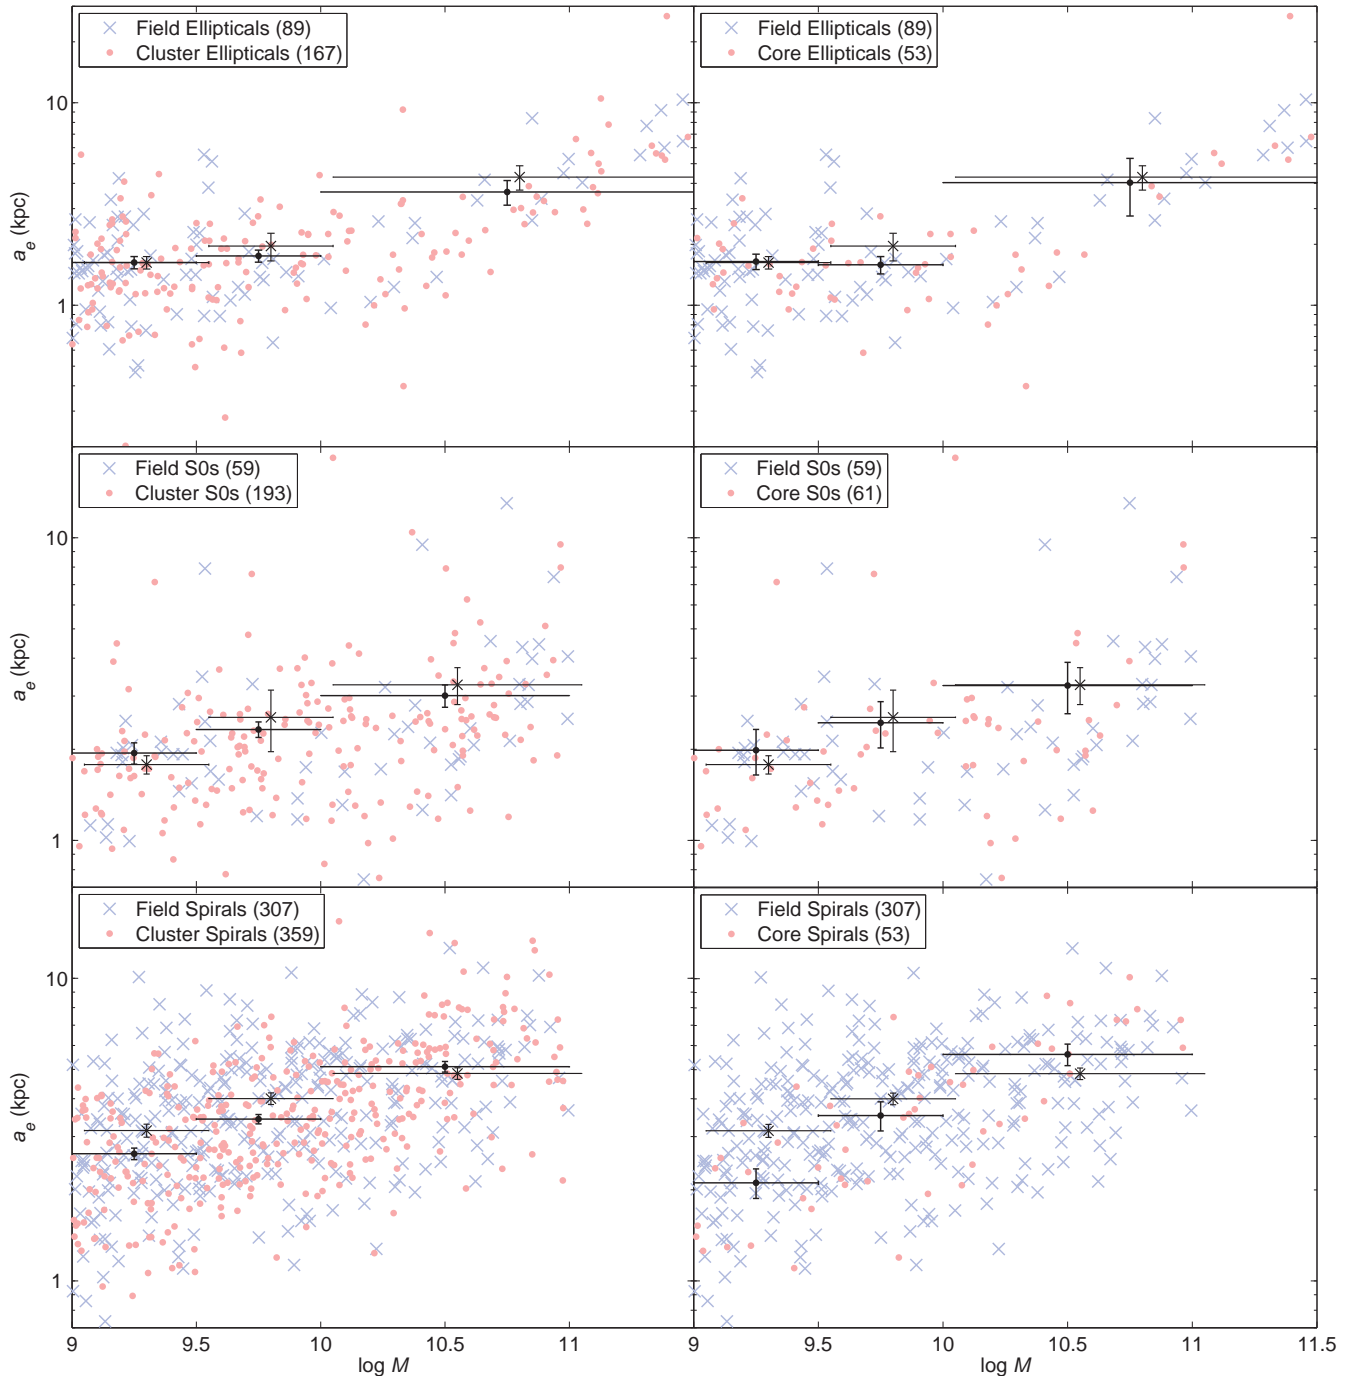 Field Ellipticals (89)
Cluster Ellipticals (167)
Field Ellipticals (89)
Core Ellipticals (53)
10
1
a_e (kpc)
Field S0s (59)
Cluster S0s (193)
Field S0s (59)
Core S0s (61)
10
1
a_e (kpc)
Field Spirals (307)
Cluster Spirals (359)
Field Spirals (307)
Core Spirals (53)
10
1
a_e (kpc)
9 9.5 10 10.5 11
9 9.5 10 10.5 11 11.5
log M
log M